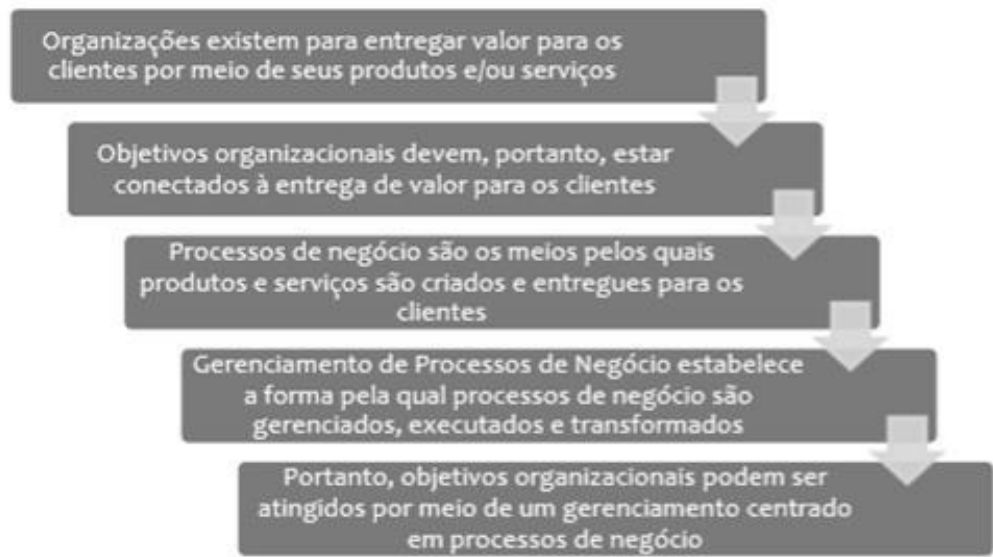 Organizações existem para entregar valor para os
clientes por meio de seus produtos e/ou serviços
Objetivos organizacionais devem, portanto, estar
conectados à entrega de valor para os clientes
Processos de negócio são os meios pelos quais
produtos e serviços são criados e entregues para os
clientes
Gerenciamento de Processos de Negócio estabelece
a forma pela qual processos de negócio são
gerenciados, executados e transformados
Portanto, objetivos organizacionais podem ser
atingidos por meio de um gerenciamento centrado
em processos de negócio